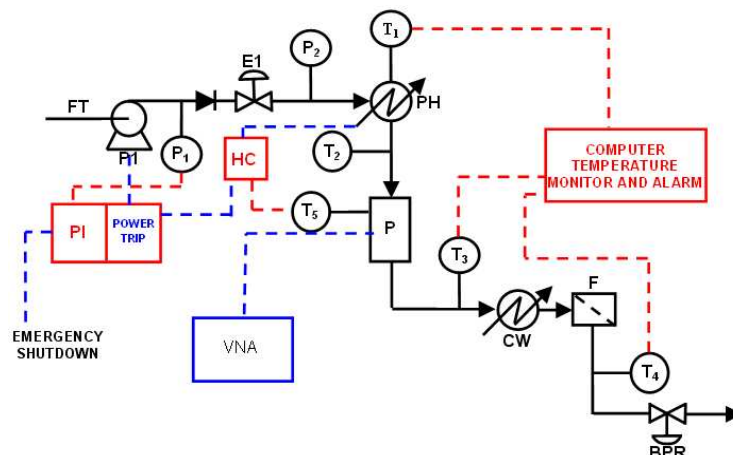 T1
P2
E1
FT
PH
P1
P1
HC
T2
COMPUTER
TEMPERATURE
MONITOR AND ALARM
PI
POWER
TRIP
T5
P
T3
F
EMERGENCY
SHUTDOWN
VNA
CW
T4
BPR